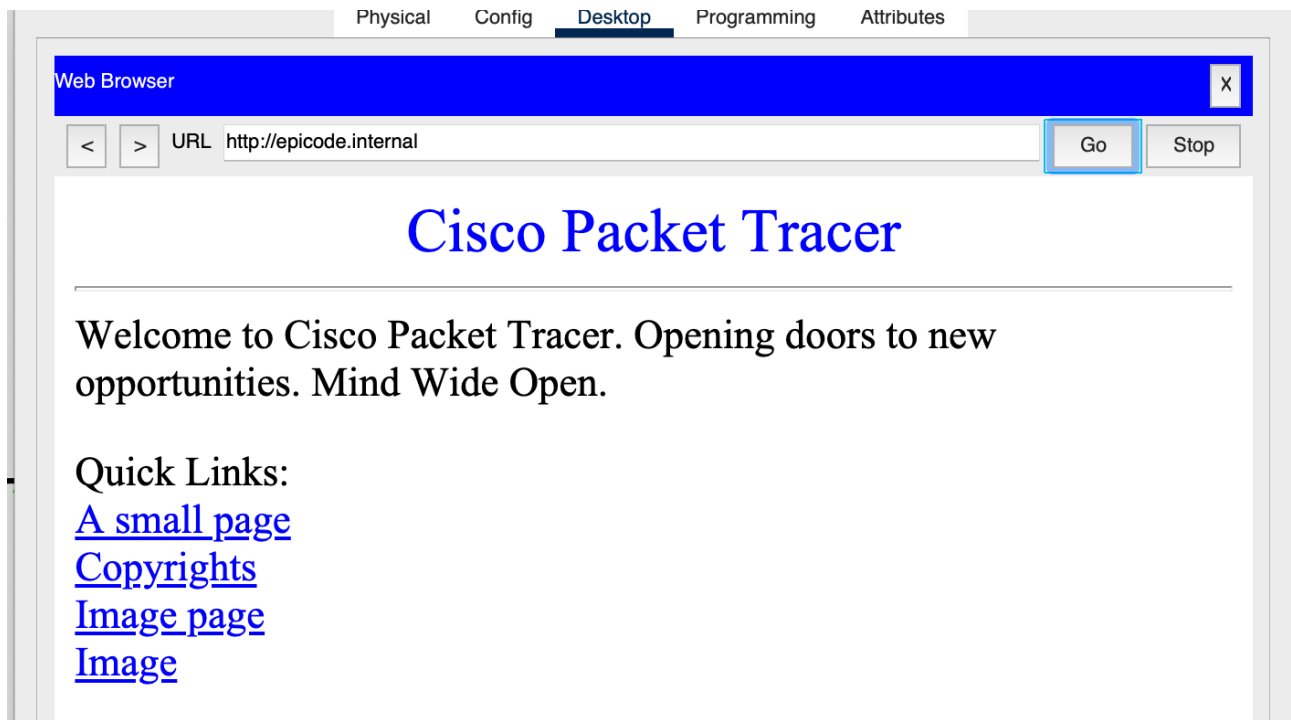 Physical Config Desktop Programming Attributes
Web Browser
X
< > URL http://epicode.internal Go Stop
Cisco Packet Tracer
Welcome to Cisco Packet Tracer. Opening doors to new
opportunities. Mind Wide Open.
Quick Links:
A small page
Copyrights
Image page
Image